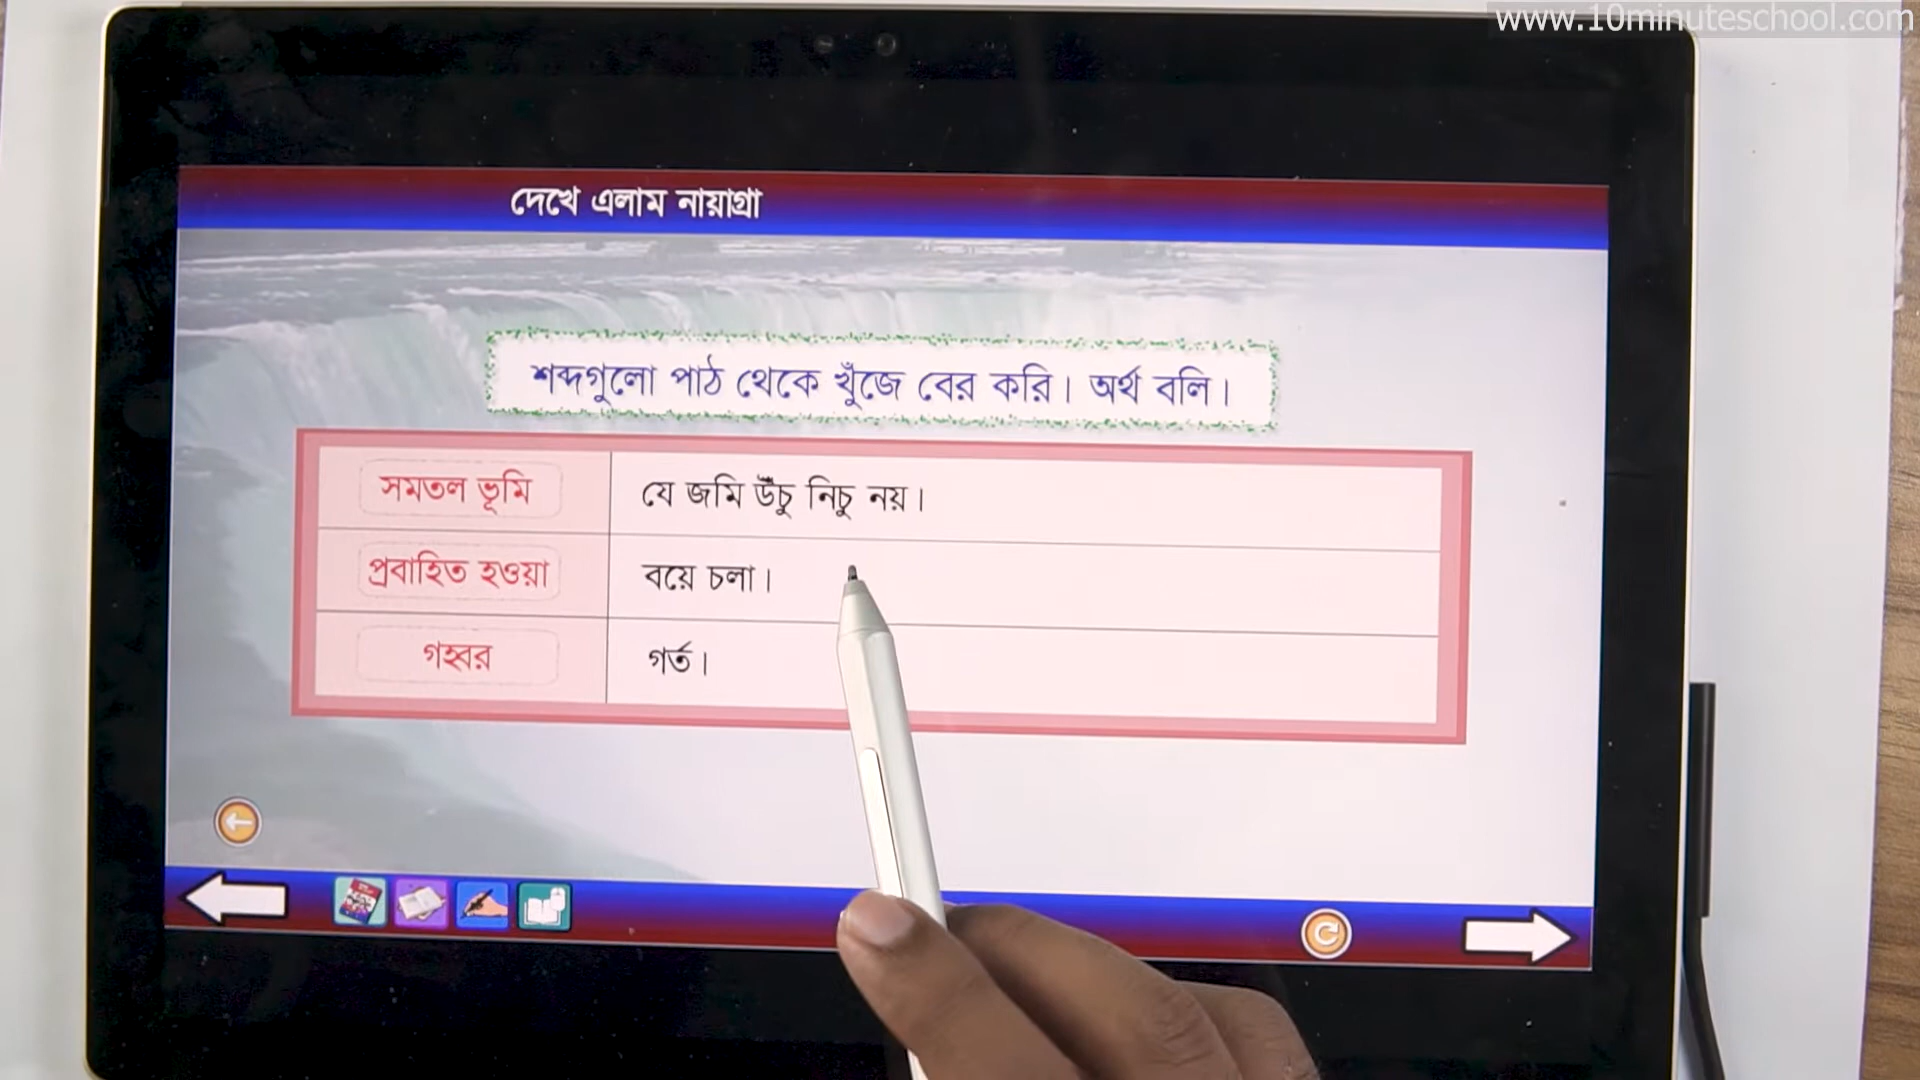 www.10minuteschool.com
দেখে এলাম নায়াগ্রা
শব্দগুলো পাঠ থেকে খুঁজে বের করি। অর্থ বলি।
সমতল ভূমি যে জমি উঁচু নিচু নয়।
প্রবাহিত হওয়া বয়ে চলা।
গহ্বর গর্ত।